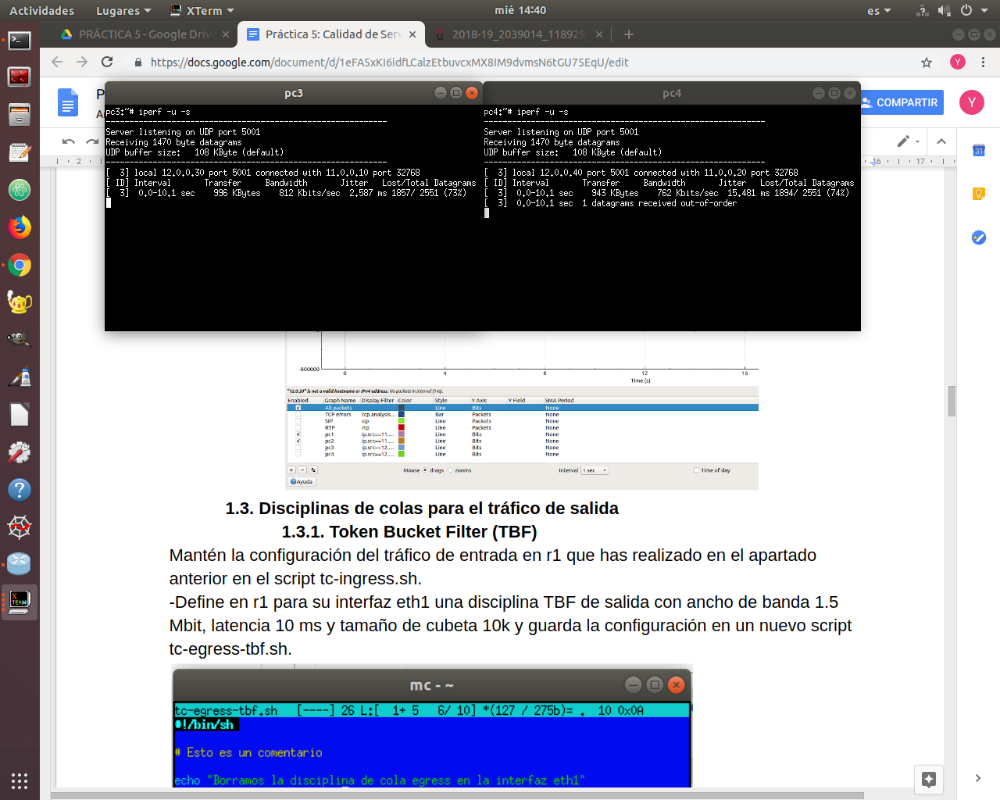 Actividades Lugares XTerm mié 14:40 es
PRÁCTICA 5 - Google Driv
Práctica 5: Calidad de Serv
2018-19_2039014_118929
https://docs.google.com/document/d/1eFA5xKI6idfLCalzEtbuvcxMX8IM9dvmsN6tGU75EqU/edit
Y
P
COMPARTIR
Y
pc3
pc3:~# iperf -u -s
------------------------------------------------------------
Server listening on UDP port 5001
Receiving 1470 byte datagrams
UDP buffer size:   108 KByte (default)
------------------------------------------------------------
[  3] local 12.0.0.30 port 5001 connected with 11.0.0.10 port 32768
[ ID] Interval       Transfer     Bandwidth       Jitter   Lost/Total Datagrams
[  3]  0.0-10.1 sec    996 KBytes    812 Kbits/sec  2.587 ms 1857/ 2551 (73%)
pc4
pc4:~# iperf -u -s
------------------------------------------------------------
Server listening on UDP port 5001
Receiving 1470 byte datagrams
UDP buffer size:   108 KByte (default)
------------------------------------------------------------
[  3] local 12.0.0.40 port 5001 connected with 11.0.0.20 port 32768
[ ID] Interval       Transfer     Bandwidth       Jitter   Lost/Total Datagrams
[  3]  0.0-10.1 sec    943 KBytes    762 Kbits/sec  15.481 ms 1894/ 2551 (74%)
[  3]  0.0-10.1 sec  1 datagrams received out-of-order
2 16 17
31
-800000
0 4 8 12 16
Time (s)
"12.0.30" is not a valid hostname or IPv4 address. No packets in interval (14s).
Enabled Graph Name Display Filter Color Style Y Axis Y Field SMA Period
All packets Line Bits None
TCP errors tcp.analysis... Bar Packets None
SIP sip Line Packets None
RTP rtp Line Packets None
pc1 ip.src==11.... Line Bits None
pc2 ip.src==11.... Line Bits None
pc3 ip.src==12.... Line Bits None
pc4 ip.src==12.... Line Bits None
+ − Mouse drags zooms Interval 1 sec Time of day
Ayuda
1.3. Disciplinas de colas para el tráfico de salida
1.3.1. Token Bucket Filter (TBF)
Mantén la configuración del tráfico de entrada en r1 que has realizado en el apartado
anterior en el script tc-ingress.sh.
-Define en r1 para su interfaz eth1 una disciplina TBF de salida con ancho de banda 1.5
Mbit, latencia 10 ms y tamaño de cubeta 10k y guarda la configuración en un nuevo script
tc-egress-tbf.sh.
mc - ~
tc-egress-tbf.sh   [----] 26 L:[  1+ 5   6/ 10] *(127 / 275b)= .  10 0x0A
#!/bin/sh
# Esto es un comentario
echo "Borramos la disciplina de cola egress en la interfaz eth1"